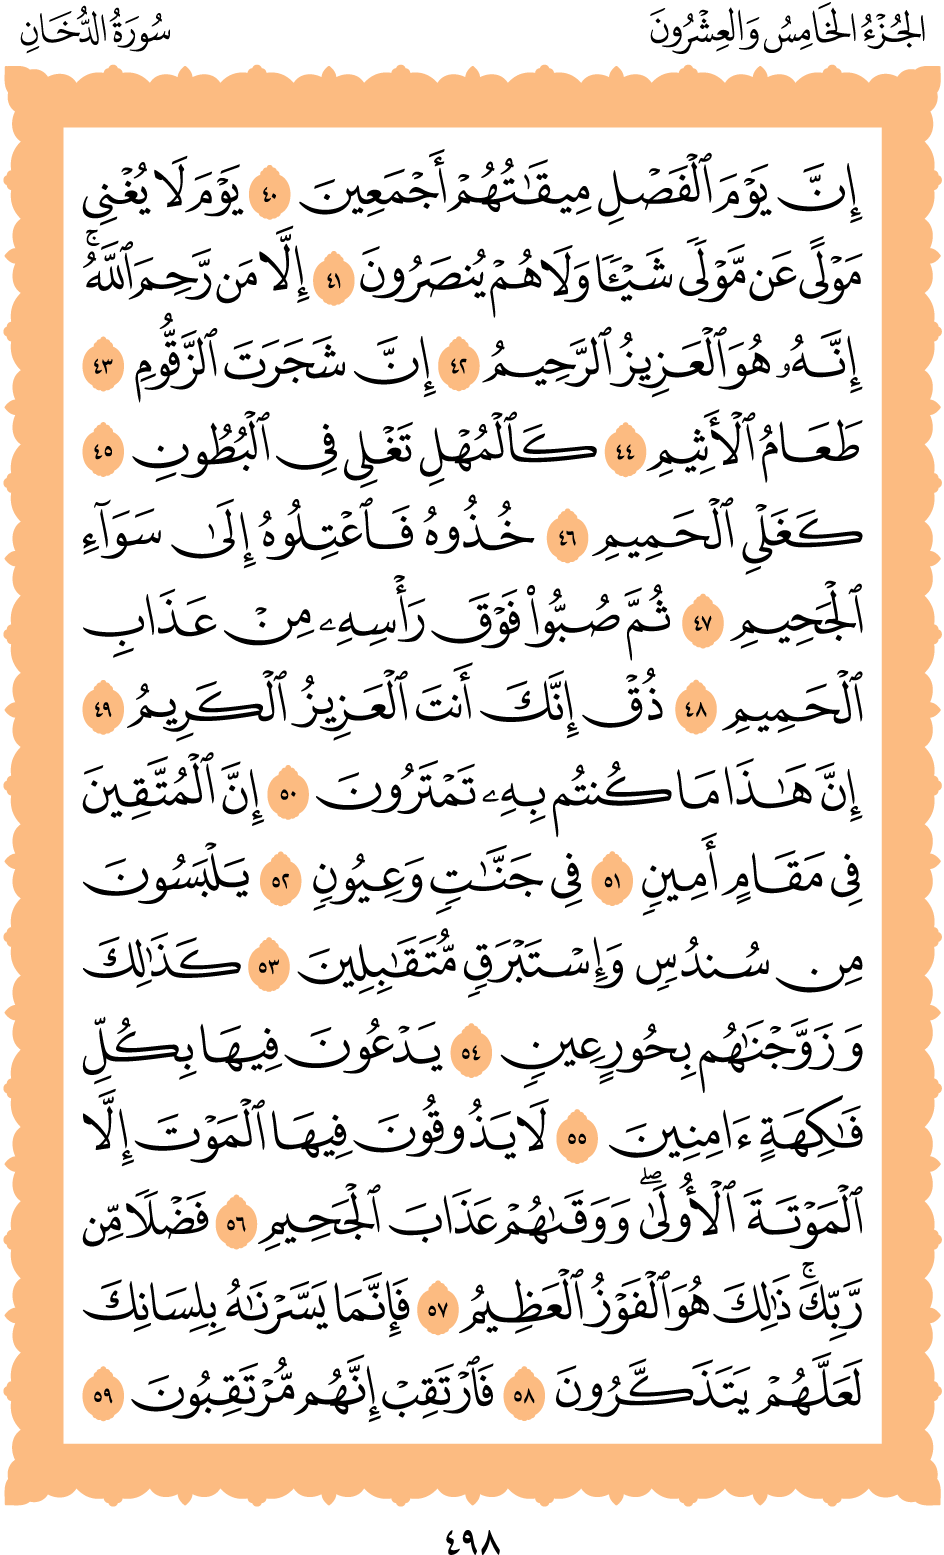 الجُزْءُ الخَامِسُ وَالعِشْرُونَ
سُورَةُ الدُّخَانِ
إِنَّ يَوْمَ ٱلْفَصْلِ مِيقَٰتُهُمْ أَجْمَعِينَ ٤٠ يَوْمَ لَا يُغْنِى
مَوْلًى عَن مَّوْلًى شَيْـًٔا وَلَا هُمْ يُنصَرُونَ ٤١ إِلَّا مَن رَّحِمَ ٱللَّهُ ۚ
إِنَّهُۥ هُوَ ٱلْعَزِيزُ ٱلرَّحِيمُ ٤٢ إِنَّ شَجَرَتَ ٱلزَّقُّومِ ٤٣
طَعَامُ ٱلْأَثِيمِ ٤٤ كَٱلْمُهْلِ تَغْلِى فِى ٱلْبُطُونِ ٤٥
كَغَلْىِ ٱلْحَمِيمِ ٤٦ خُذُوهُ فَٱعْتِلُوهُ إِلَىٰ سَوَآءِ
ٱلْجَحِيمِ ٤٧ ثُمَّ صُبُّوا۟ فَوْقَ رَأْسِهِۦ مِنْ عَذَابِ
ٱلْحَمِيمِ ٤٨ ذُقْ إِنَّكَ أَنتَ ٱلْعَزِيزُ ٱلْكَرِيمُ ٤٩
إِنَّ هَٰذَا مَا كُنتُم بِهِۦ تَمْتَرُونَ ٥٠ إِنَّ ٱلْمُتَّقِينَ
فِى مَقَامٍ أَمِينٍ ٥١ فِى جَنَّٰتٍ وَعُيُونٍ ٥٢ يَلْبَسُونَ
مِن سُندُسٍ وَإِسْتَبْرَقٍ مُّتَقَٰبِلِينَ ٥٣ كَذَٰلِكَ
وَزَوَّجْنَٰهُم بِحُورٍ عِينٍ ٥٤ يَدْعُونَ فِيهَا بِكُلِّ
فَٰكِهَةٍ ءَامِنِينَ ٥٥ لَا يَذُوقُونَ فِيهَا ٱلْمَوْتَ إِلَّا
ٱلْمَوْتَةَ ٱلْأُولَىٰ ۖ وَوَقَىٰهُمْ عَذَابَ ٱلْجَحِيمِ ٥٦ فَضْلًا مِّن
رَّبِّكَ ۚ ذَٰلِكَ هُوَ ٱلْفَوْزُ ٱلْعَظِيمُ ٥٧ فَإِنَّمَا يَسَّرْنَٰهُ بِلِسَانِكَ
لَعَلَّهُمْ يَتَذَكَّرُونَ ٥٨ فَٱرْتَقِبْ إِنَّهُم مُّرْتَقِبُونَ ٥٩
٤٩٨